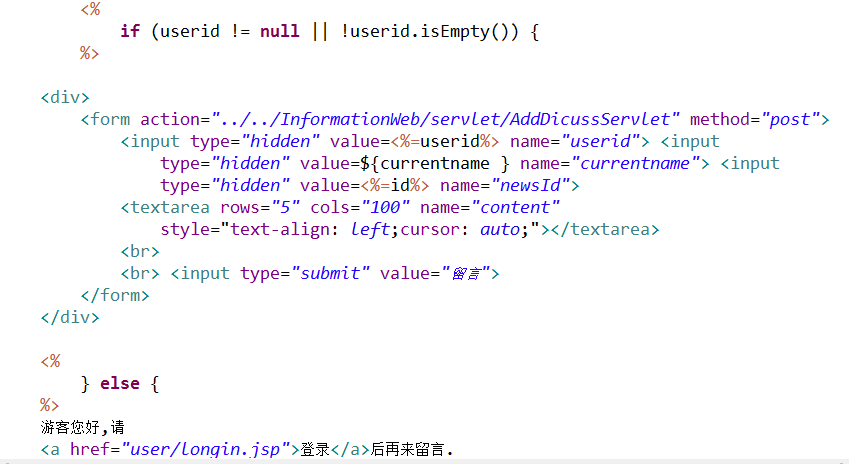 <%
if (userid != null || !userid.isEmpty()) {
%>
<div>
<form action="../../InformationWeb/servlet/AddDicussServlet" method="post">
<input type="hidden" value=<%=userid%> name="userid"> <input
type="hidden" value=${currentname } name="currentname"> <input
type="hidden" value=<%=id%> name="newsId">
<textarea rows="5" cols="100" name="content"
style="text-align: left;cursor: auto;"></textarea>
<br>
<br> <input type="submit" value="留言">
</form>
</div>
<%
} else {
%>
游客您好,请
<a href="user/longin.jsp">登录</a>后再来留言.